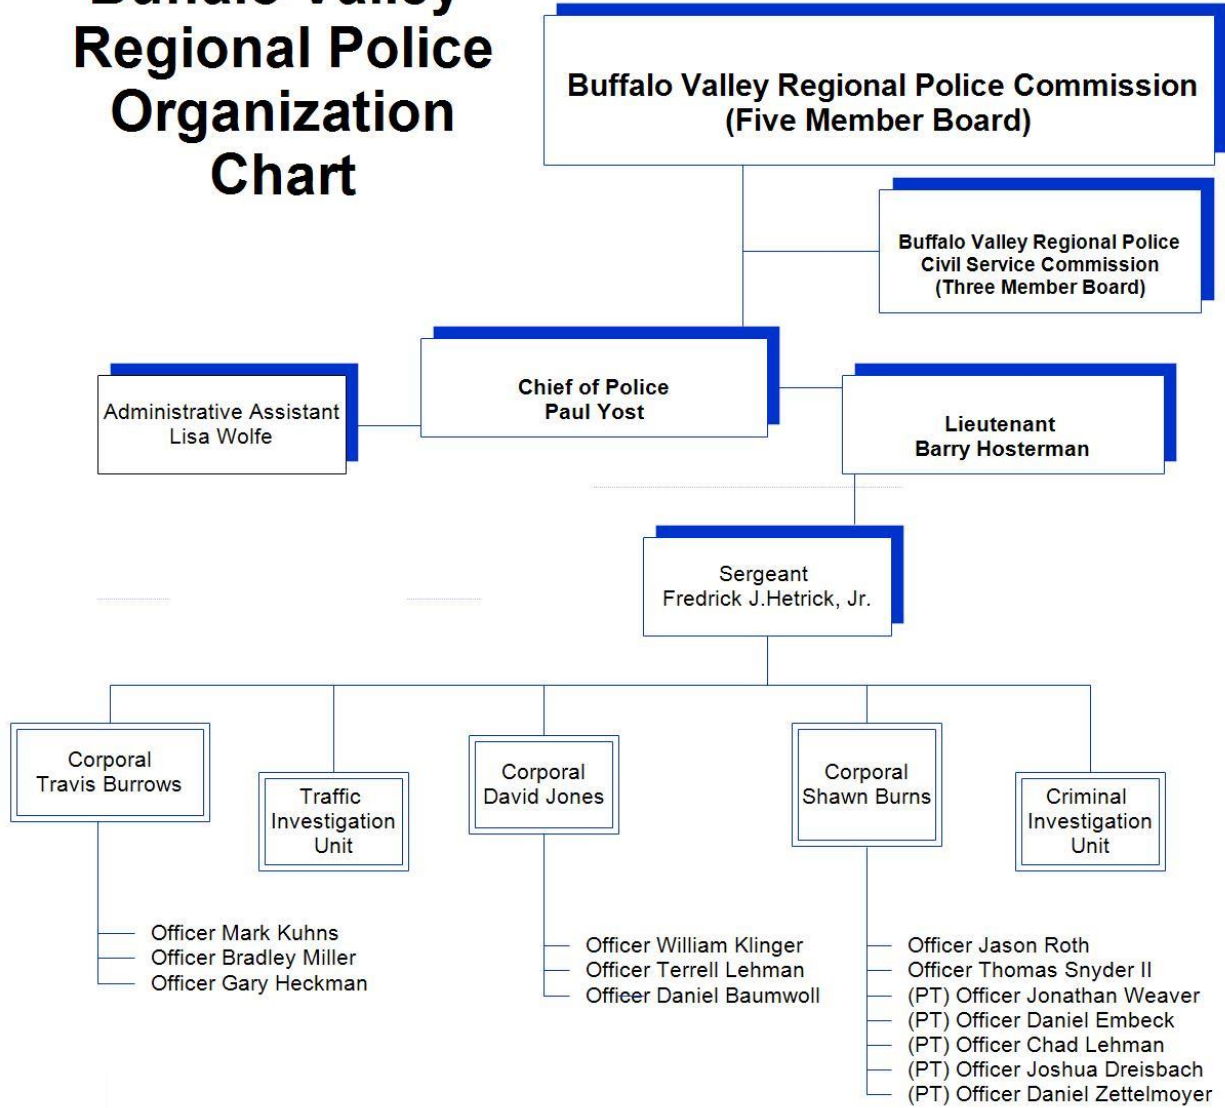 Buffalo Valley
Regional Police
Organization
Chart
Buffalo Valley Regional Police Commission
(Five Member Board)
Buffalo Valley Regional Police
Civil Service Commission
(Three Member Board)
Chief of Police
Paul Yost
Administrative Assistant
Lisa Wolfe
Lieutenant
Barry Hosterman
Sergeant
Fredrick J.Hetrick, Jr.
Corporal
Travis Burrows
Traffic
Investigation
Unit
Corporal
David Jones
Corporal
Shawn Burns
Criminal
Investigation
Unit
Officer Mark Kuhns
Officer Bradley Miller
Officer Gary Heckman
Officer William Klinger
Officer Terrell Lehman
Officer Daniel Baumwoll
Officer Jason Roth
Officer Thomas Snyder II
(PT) Officer Jonathan Weaver
(PT) Officer Daniel Embeck
(PT) Officer Chad Lehman
(PT) Officer Joshua Dreisbach
(PT) Officer Daniel Zettelmoyer